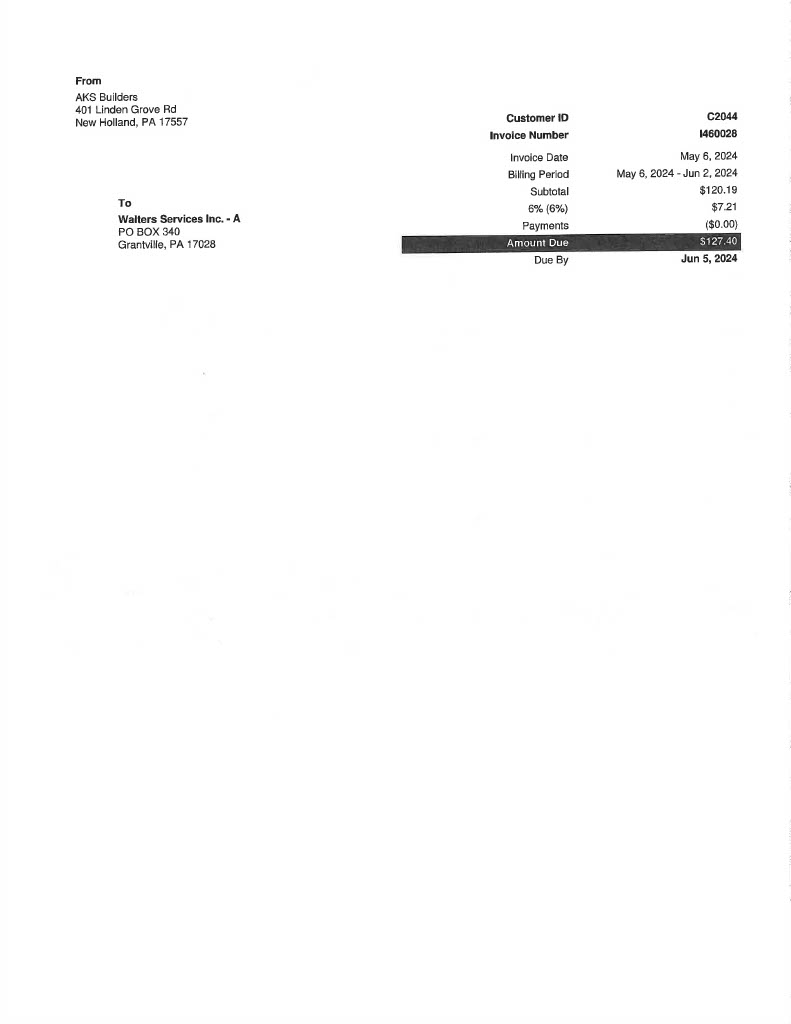 From
AKS Builders
401 Linden Grove Rd
New Holland, PA 17557
Customer ID C2044
Invoice Number I460028
Invoice Date May 6, 2024
Billing Period May 6, 2024 - Jun 2, 2024
Subtotal $120.19
6% (6%) $7.21
Payments ($0.00)
Amount Due $127.40
Due By Jun 5, 2024
To
Walters Services Inc. - A
PO BOX 340
Grantville, PA 17028